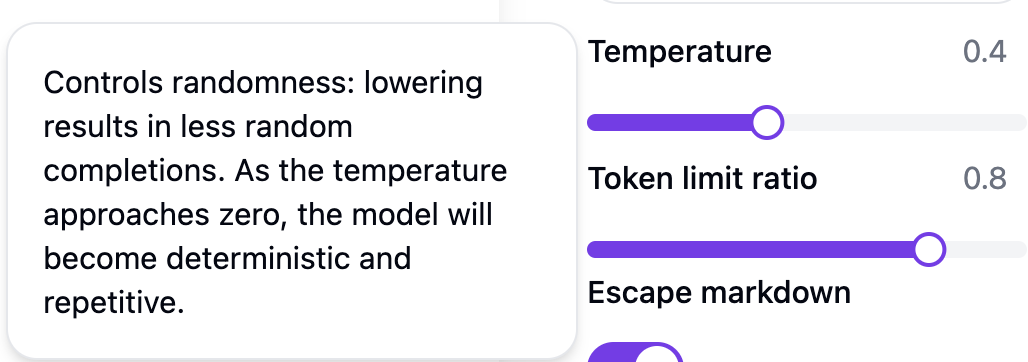 Controls randomness: lowering
results in less random
completions. As the temperature
approaches zero, the model will
become deterministic and
repetitive.
Temperature 0.4
Token limit ratio 0.8
Escape markdown